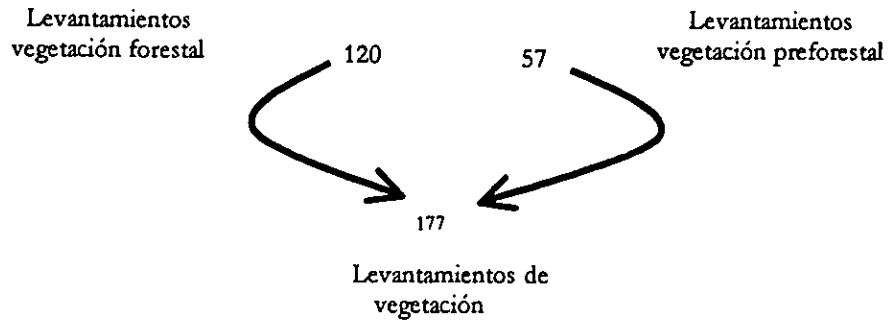 Levantamientos
vegetación forestal
120
57
Levantamientos
vegetación preforestal
177
Levantamientos de
vegetación